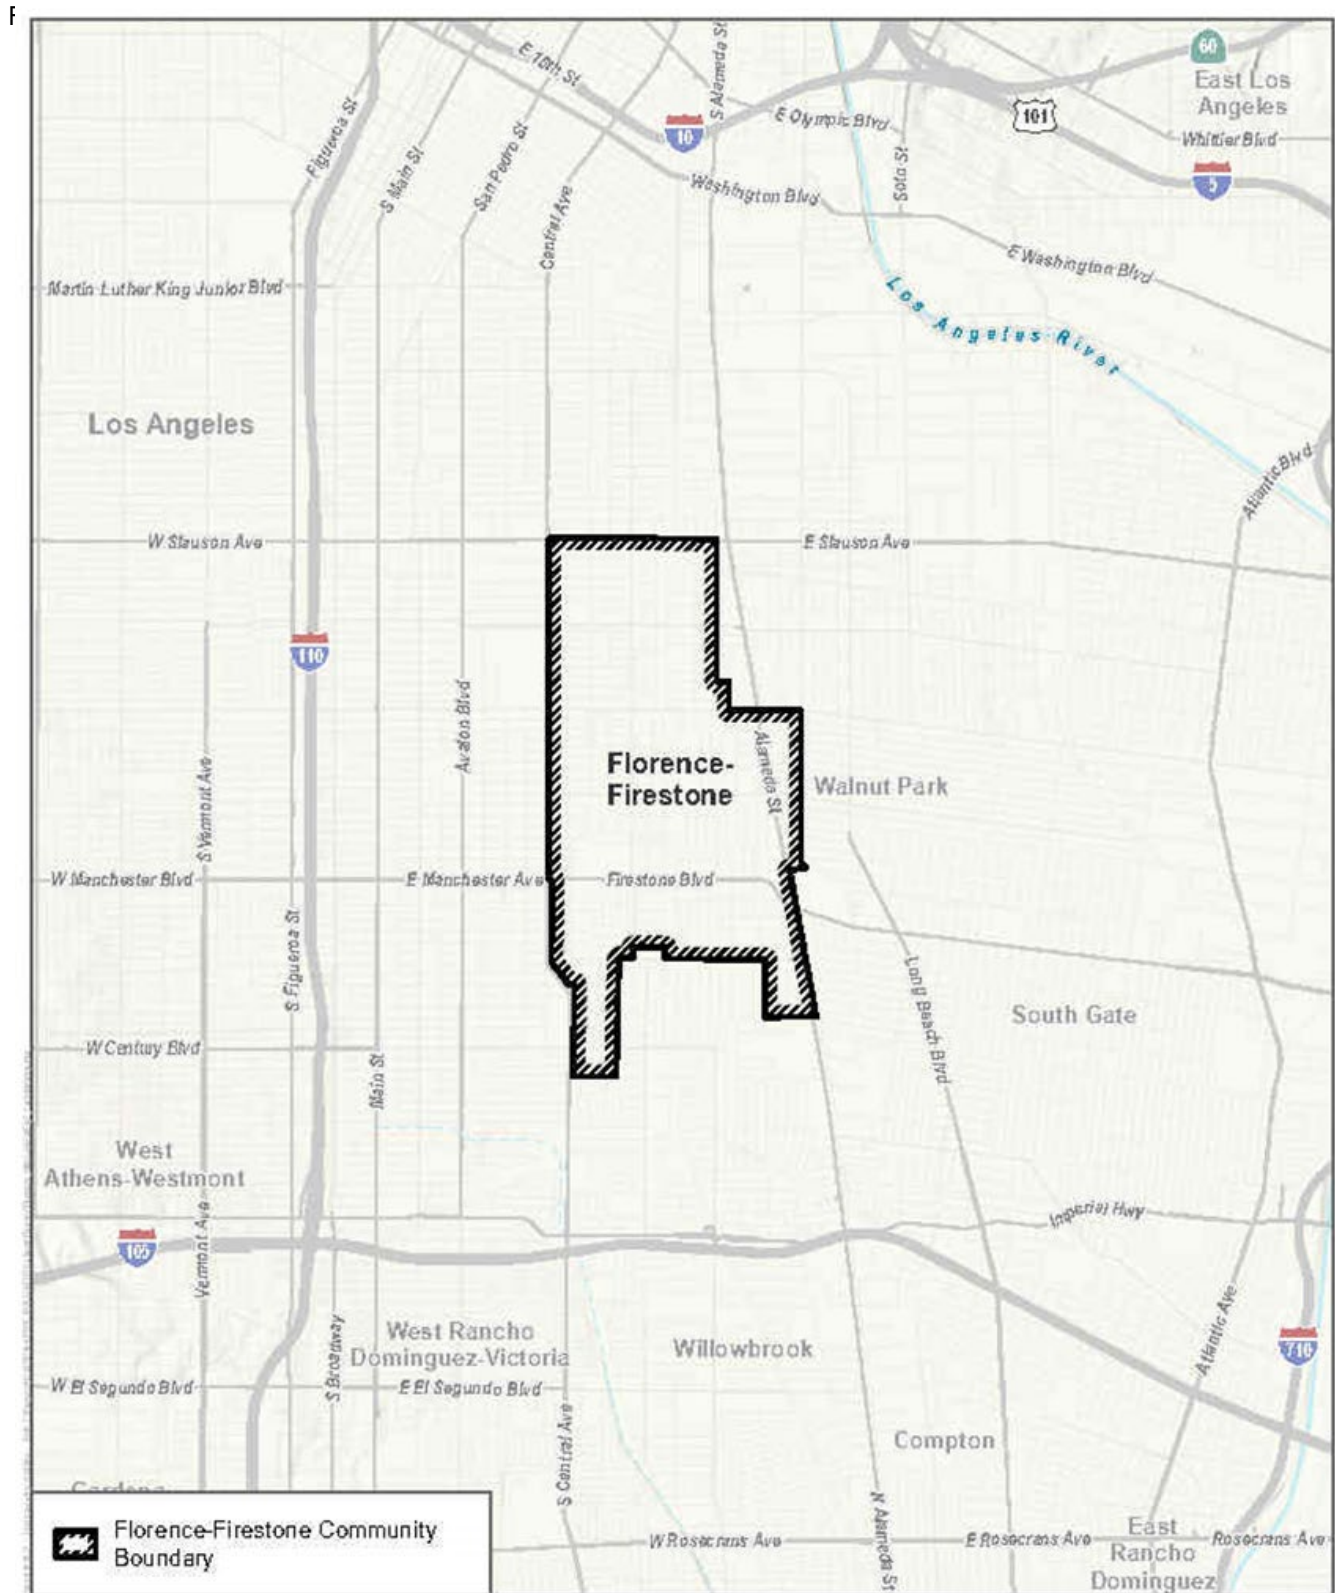 F
E 16th St
S Alameda St
60
East Los
Angeles
101
10
E Olympic Blvd
Whittier Blvd
Figueroa St
S Main St
San Pedro St
Soto St
5
Washington Blvd
Central Ave
E Washington Blvd
Martin Luther King Junior Blvd
Los Angeles River
Los Angeles
Atlantic Blvd
W Slauson Ave
E Slauson Ave
110
Avalon Blvd
Alameda St
Florence-
Firestone
Walnut Park
S Vermont Ave
W Manchester Blvd
E Manchester Ave
Firestone Blvd
S Figueroa St
Long Beach Blvd
South Gate
W Century Blvd
Main St
West
Athens-Westmont
Imperial Hwy
105
Vermont Ave
West Rancho
Dominguez-Victoria
Willowbrook
S Broadway
Atlantic Ave
710
W El Segundo Blvd
E El Segundo Blvd
Compton
S Central Ave
Gardena
N Alameda St
Florence-Firestone Community
Boundary
W Rosecrans Ave
E Rosecrans Ave
East
Rancho
Dominguez
Rosecrans Ave